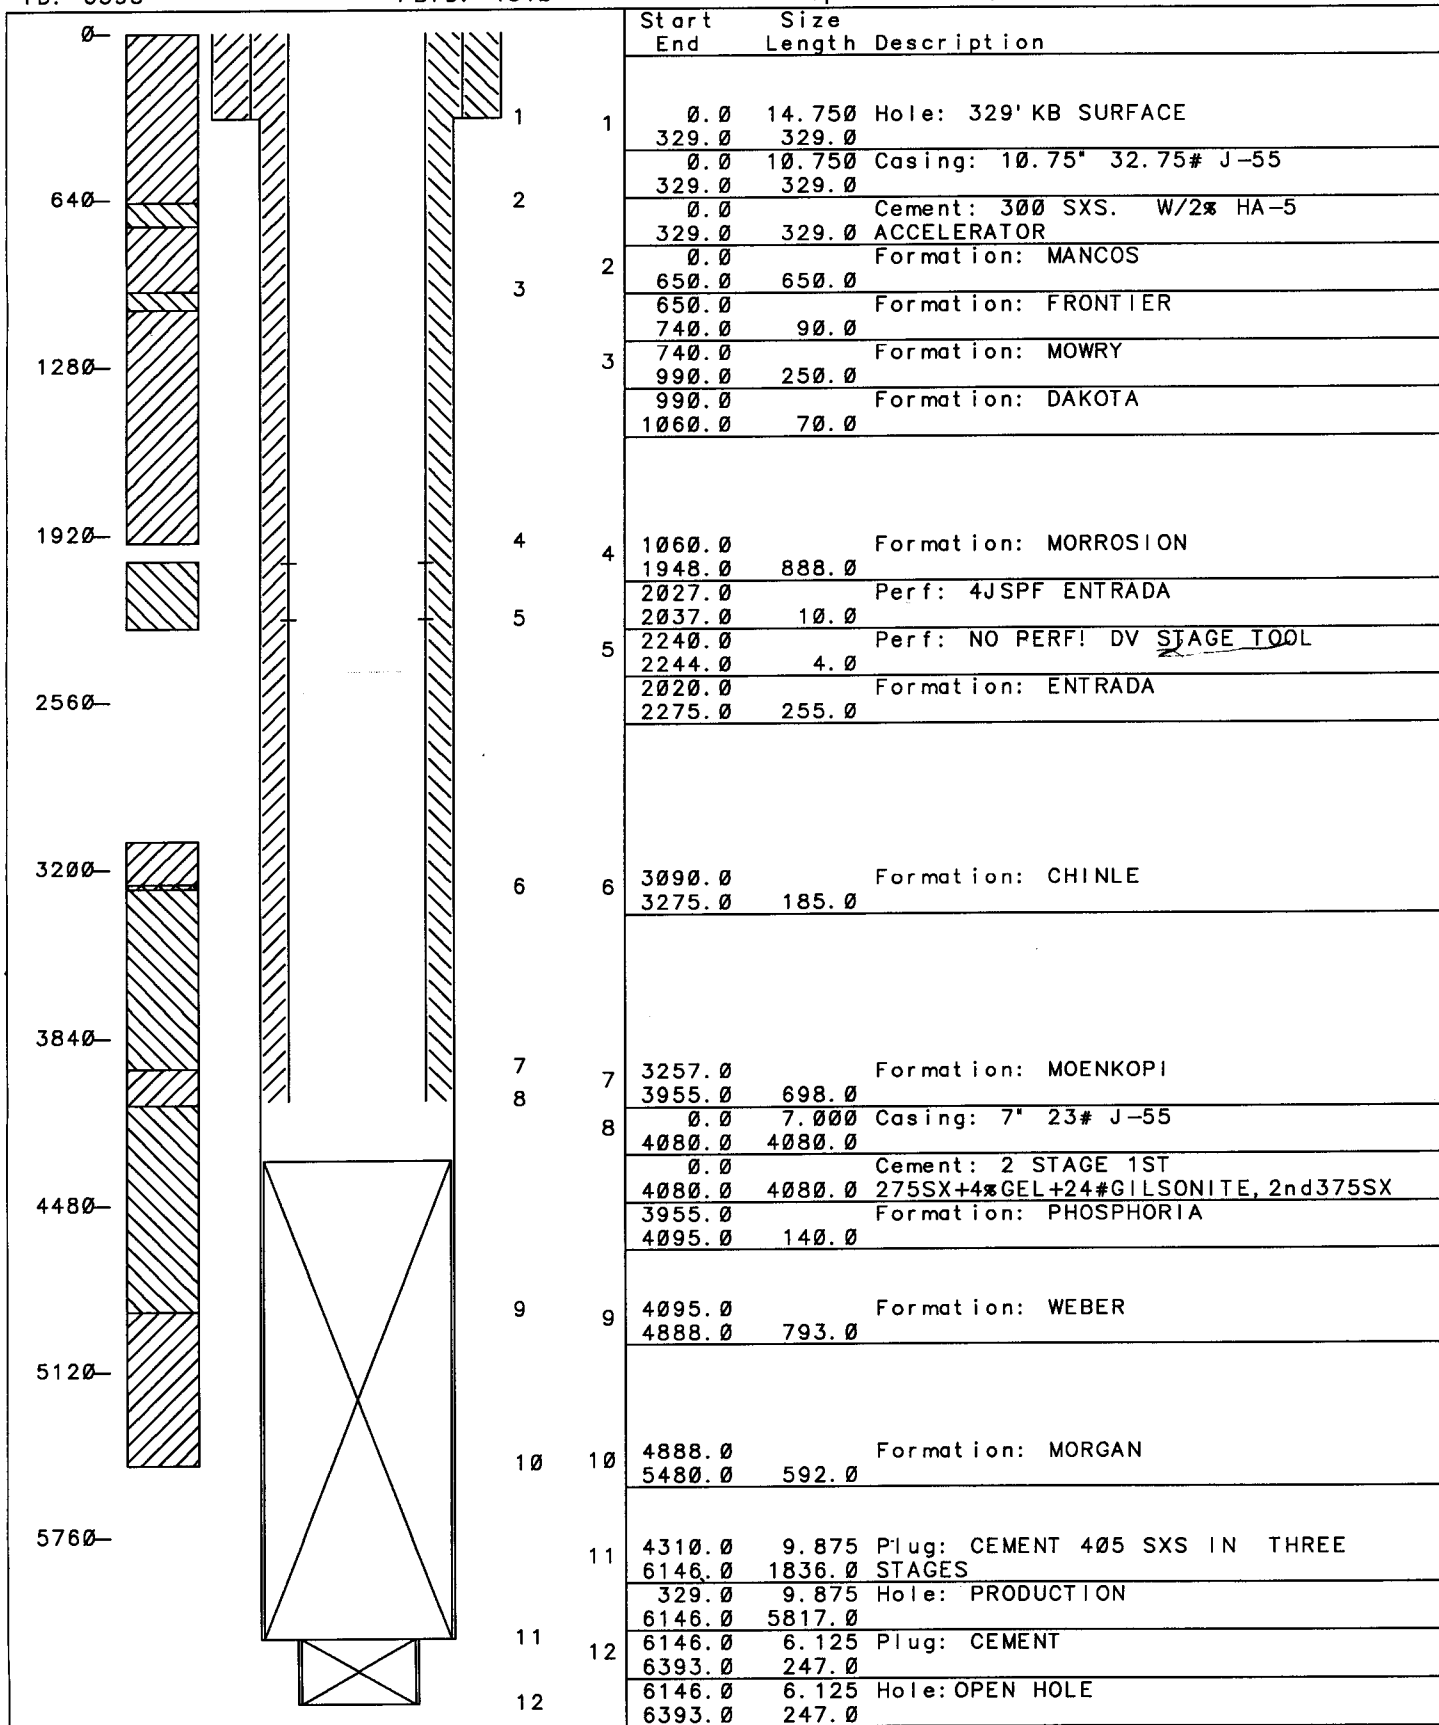 Start Size
End Length Description
0
1 1 0.0 14.750 Hole: 329'KB SURFACE
329.0 329.0
0.0 10.750 Casing: 10.75" 32.75# J-55
329.0 329.0
640
2 0.0 Cement: 300 SXS. W/2% HA-5
329.0 329.0 ACCELERATOR
2 0.0 Formation: MANCOS
650.0 650.0
3 650.0 Formation: FRONTIER
740.0 90.0
1280
3 740.0 Formation: MOWRY
990.0 250.0
990.0 Formation: DAKOTA
1060.0 70.0
1920
4 4 1060.0 Formation: MORROSION
1948.0 888.0
2027.0 Perf: 4JSPF ENTRADA
2037.0 10.0
5 5 2240.0 Perf: NO PERF! DV STAGE TOOL
2244.0 4.0
2020.0 Formation: ENTRADA
2275.0 255.0
2560
3200
6 6 3090.0 Formation: CHINLE
3275.0 185.0
3840
7 7 3257.0 Formation: MOENKOPI
3955.0 698.0
8 8 0.0 7.000 Casing: 7" 23# J-55
4080.0 4080.0
0.0 Cement: 2 STAGE 1ST
4080.0 4080.0 275SX+4%GEL+24#GILSONITE,2nd375SX
4480
3955.0 Formation: PHOSPHORIA
4095.0 140.0
9 9 4095.0 Formation: WEBER
4888.0 793.0
5120
10 10 4888.0 Formation: MORGAN
5480.0 592.0
5760
11 4310.0 9.875 Plug: CEMENT 405 SXS IN THREE
6146.0 1836.0 STAGES
329.0 9.875 Hole: PRODUCTION
6146.0 5817.0
11 12 6146.0 6.125 Plug: CEMENT
6393.0 247.0
12 6146.0 6.125 Hole:OPEN HOLE
6393.0 247.0